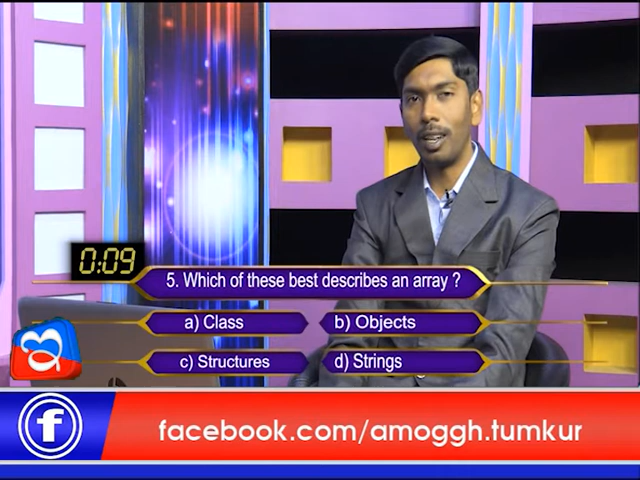 0:09
5. Which of these best describes an array ?
a) Class
b) Objects
c) Structures
d) Strings
f
facebook.com/amoggh.tumkur